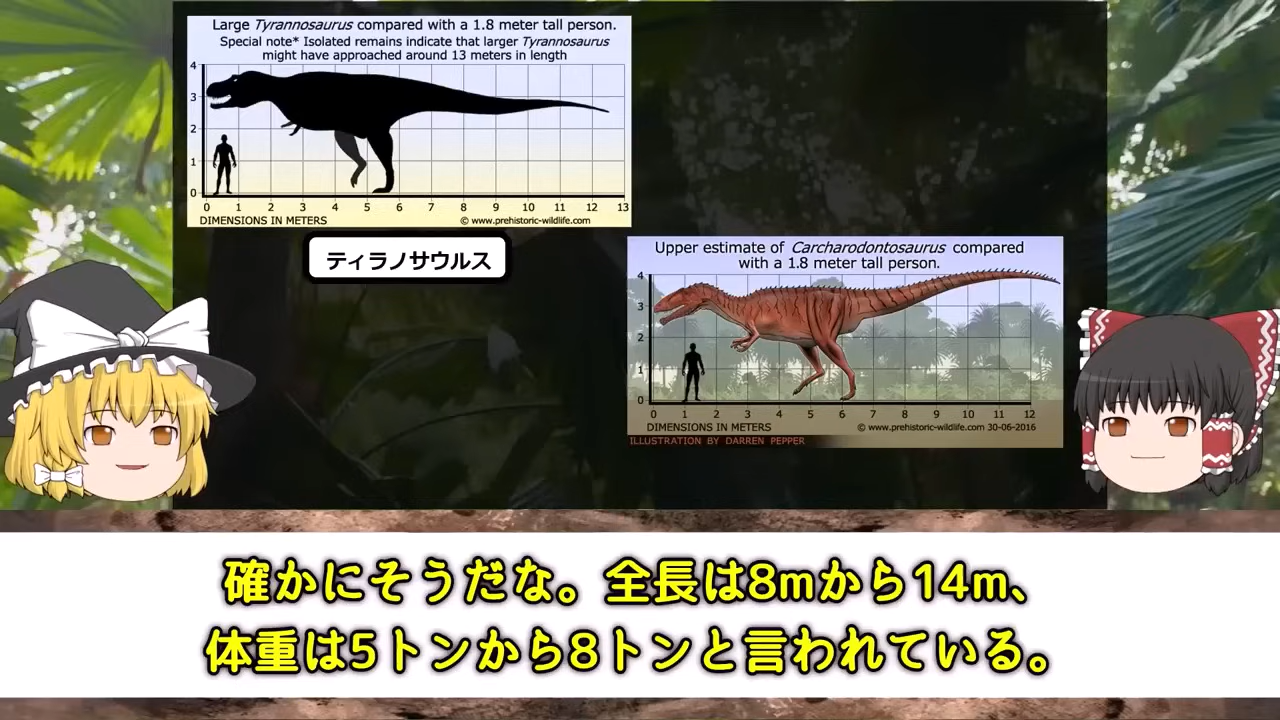 Large Tyrannosaurus compared with a 1.8 meter tall person.
Special note* Isolated remains indicate that larger Tyrannosaurus
might have approached around 13 meters in length
4
3
2
1
0
0 1 2 3 4 5 6 7 8 9 10 11 12 13
DIMENSIONS IN METERS © www.prehistoric-wildlife.com
ティラノサウルス
Upper estimate of Carcharodontosaurus compared
with a 1.8 meter tall person.
4
3
2
1
0
0 1 2 3 4 5 6 7 8 9 10 11 12
DIMENSIONS IN METERS © www.prehistoric-wildlife.com 30-06-2016
ILLUSTRATION BY DARREN PEPPER
確かにそうだな。全長は8mから14m、
体重は5トンから8トンと言われている。